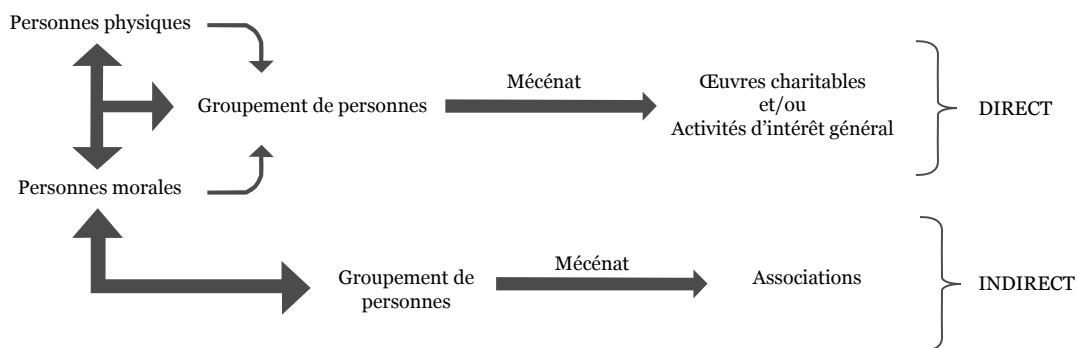 Personnes physiques
Groupement de personnes
Mécénat
Œuvres charitables
et/ou
Activités d’intérêt général
DIRECT
Personnes morales
Groupement de
personnes
Mécénat
Associations
INDIRECT